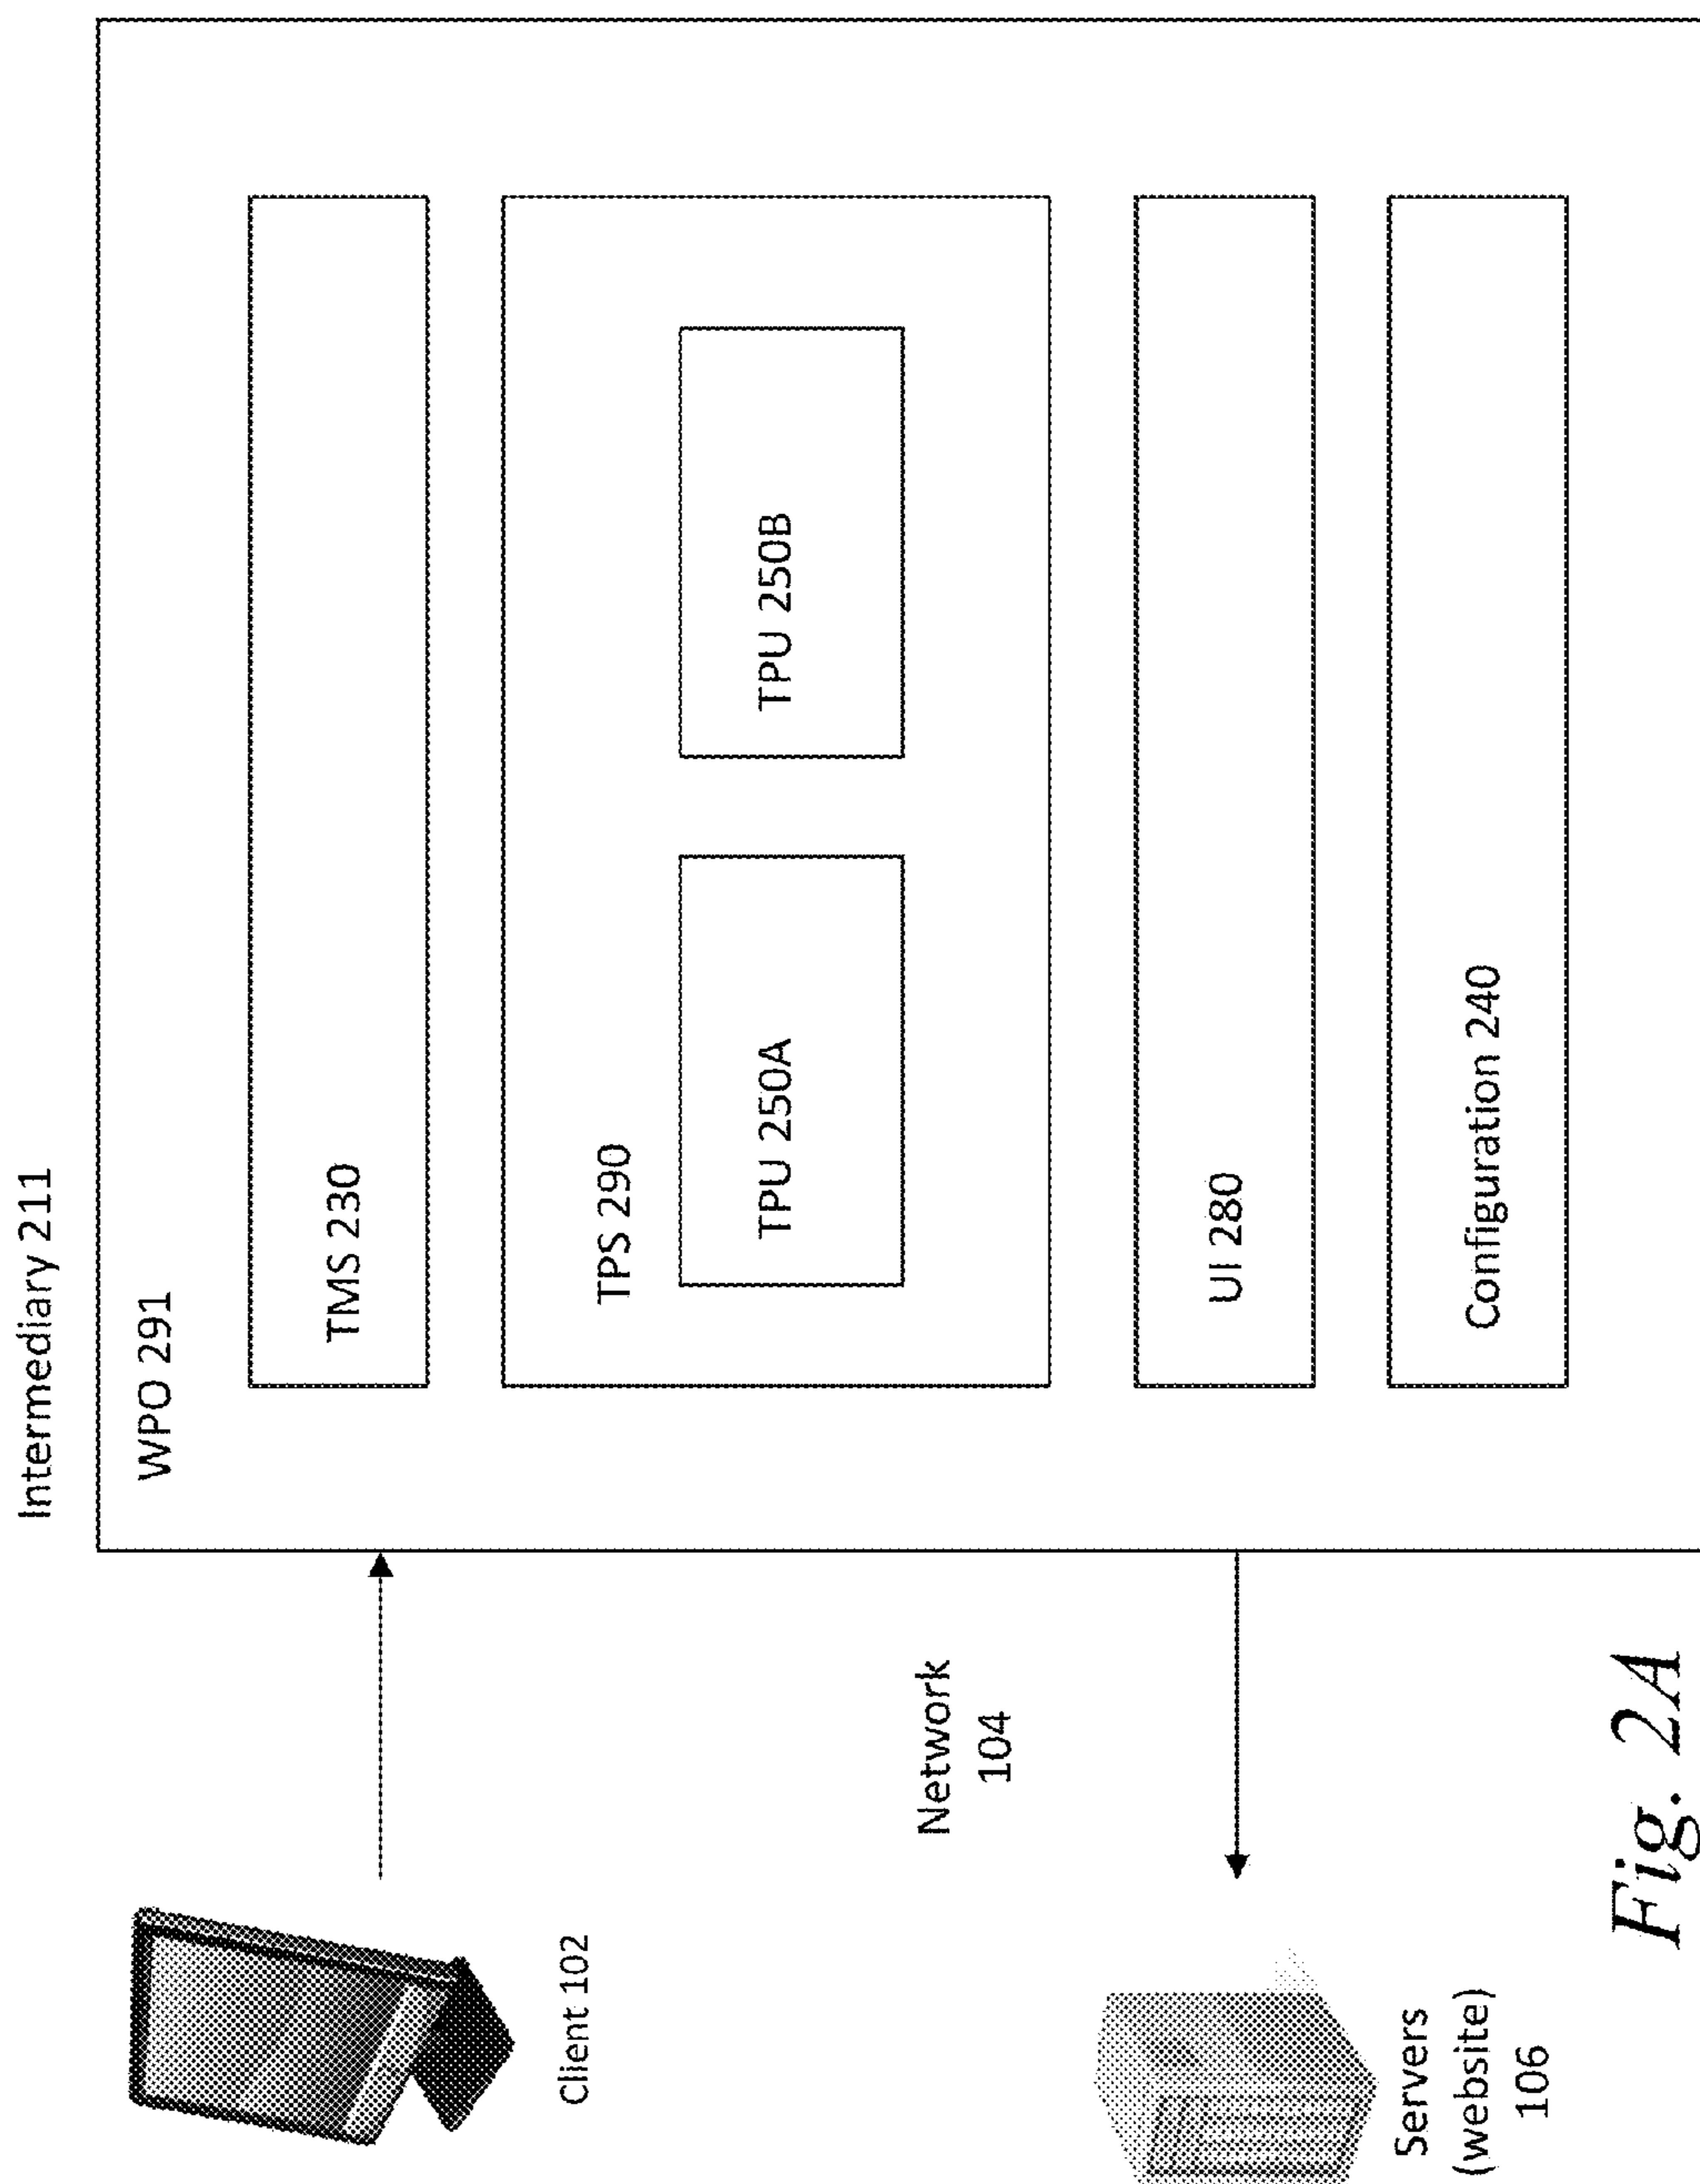 Intermediary 211
WPO 291
TMS 230
TPS 290
TPU 250A
TPU 250B
UI 280
Configuration 240
Client 102
Network
104
Servers
(website)
106
Fig. 2A